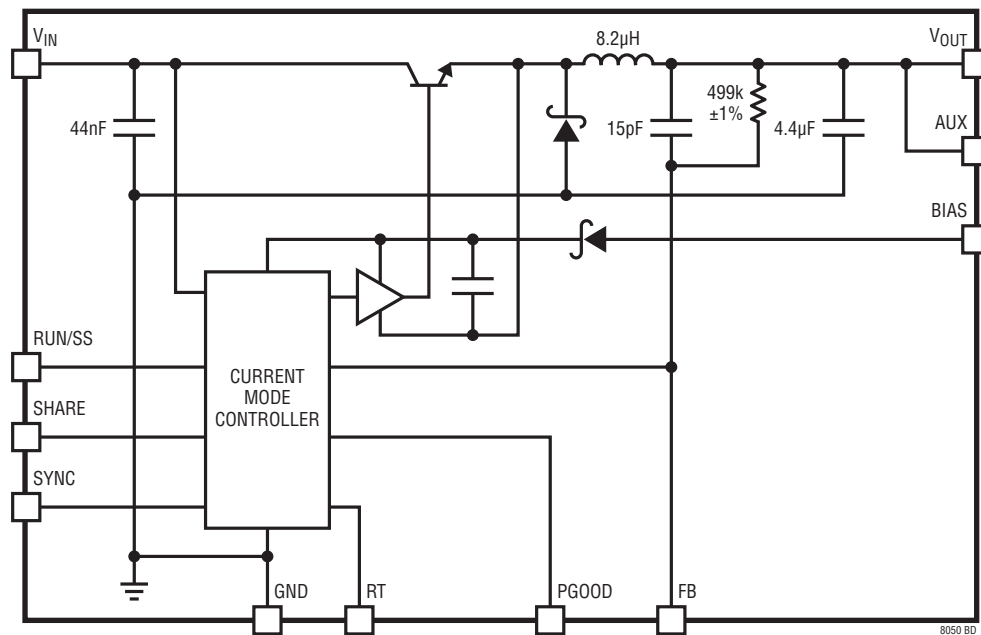 VIN
8.2µH
VOUT
44nF
499k
±1%
15pF
4.4µF
AUX
BIAS
RUN/SS
CURRENT
MODE
CONTROLLER
SHARE
SYNC
GND
RT
PGOOD
FB
8050 BD